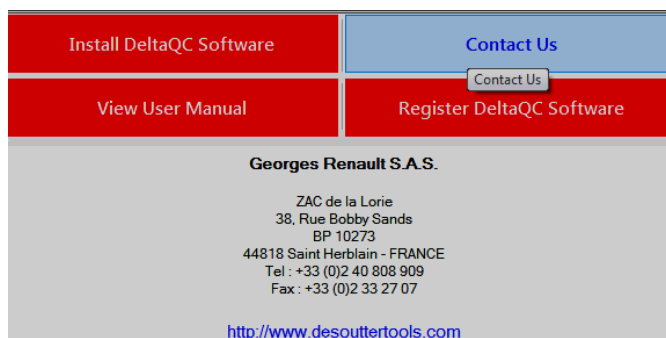 Install DeltaQC Software
Contact Us
Contact Us
View User Manual
Register DeltaQC Software
Georges Renault S.A.S.
ZAC de la Lorie
38, Rue Bobby Sands
BP 10273
44818 Saint Herblain - FRANCE
Tel : +33 (0)2 40 808 909
Fax : +33 (0)2 33 27 07
http://www.desouttertools.com